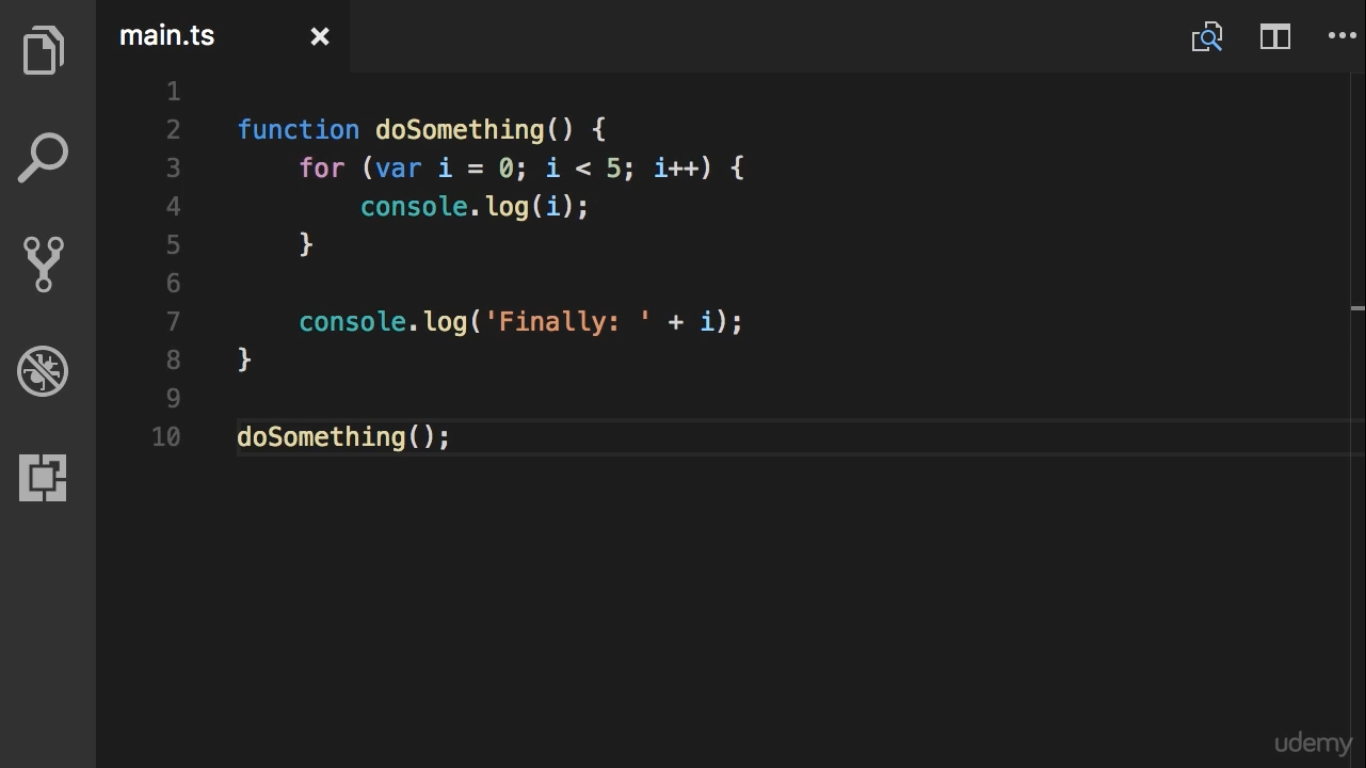 main.ts
1
2 function doSomething() {
3 for (var i = 0; i < 5; i++) {
4 console.log(i);
5 }
6
7 console.log('Finally: ' + i);
8 }
9
10 doSomething();
udemy